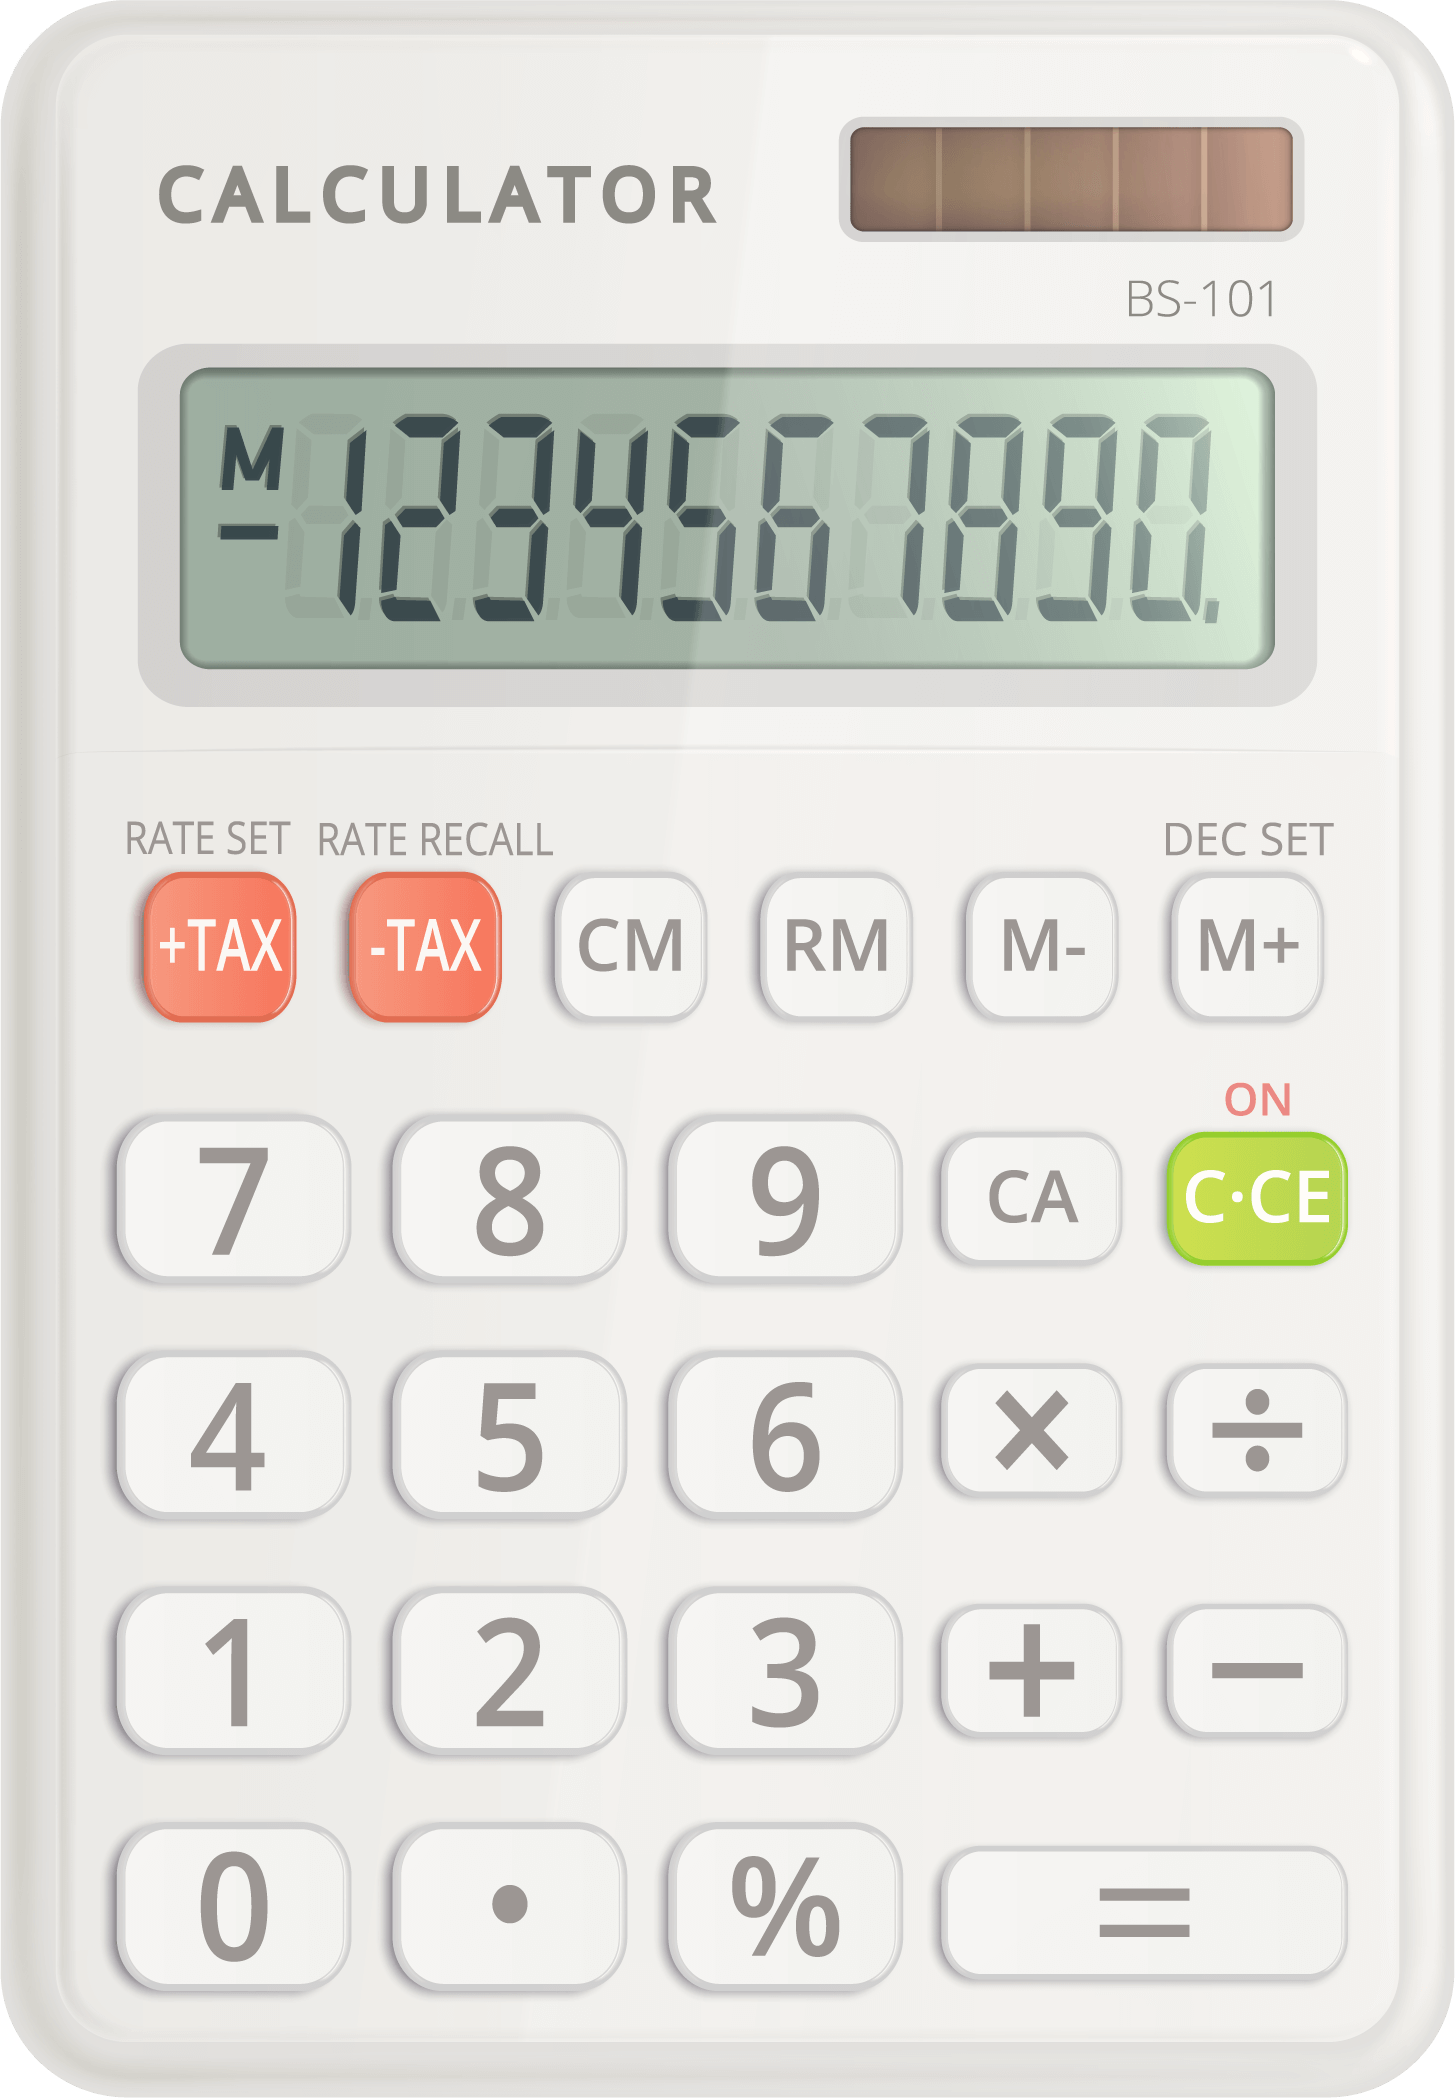 CALCULATOR
BS-101
M
-1234567890.
RATE SET RATE RECALL DEC SET
+TAX -TAX CM RM M- M+
ON
7 8 9 CA C·CE
4 5 6 × ÷
1 2 3 + −
0 · % =